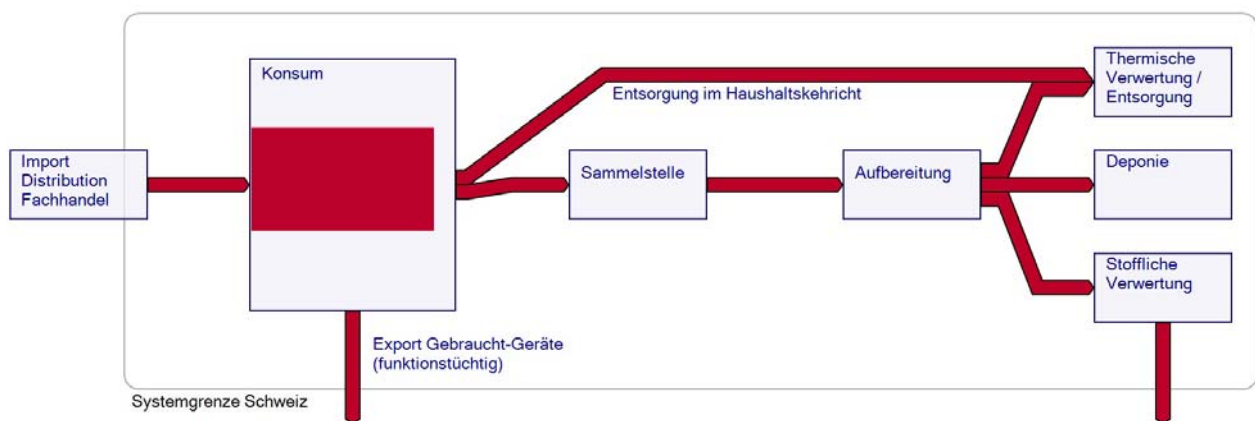 Import
Distribution
Fachhandel
Konsum
Entsorgung im Haushaltskehricht
Sammelstelle
Aufbereitung
Thermische
Verwertung /
Entsorgung
Deponie
Stoffliche
Verwertung
Export Gebraucht-Geräte
(funktionstüchtig)
Systemgrenze Schweiz